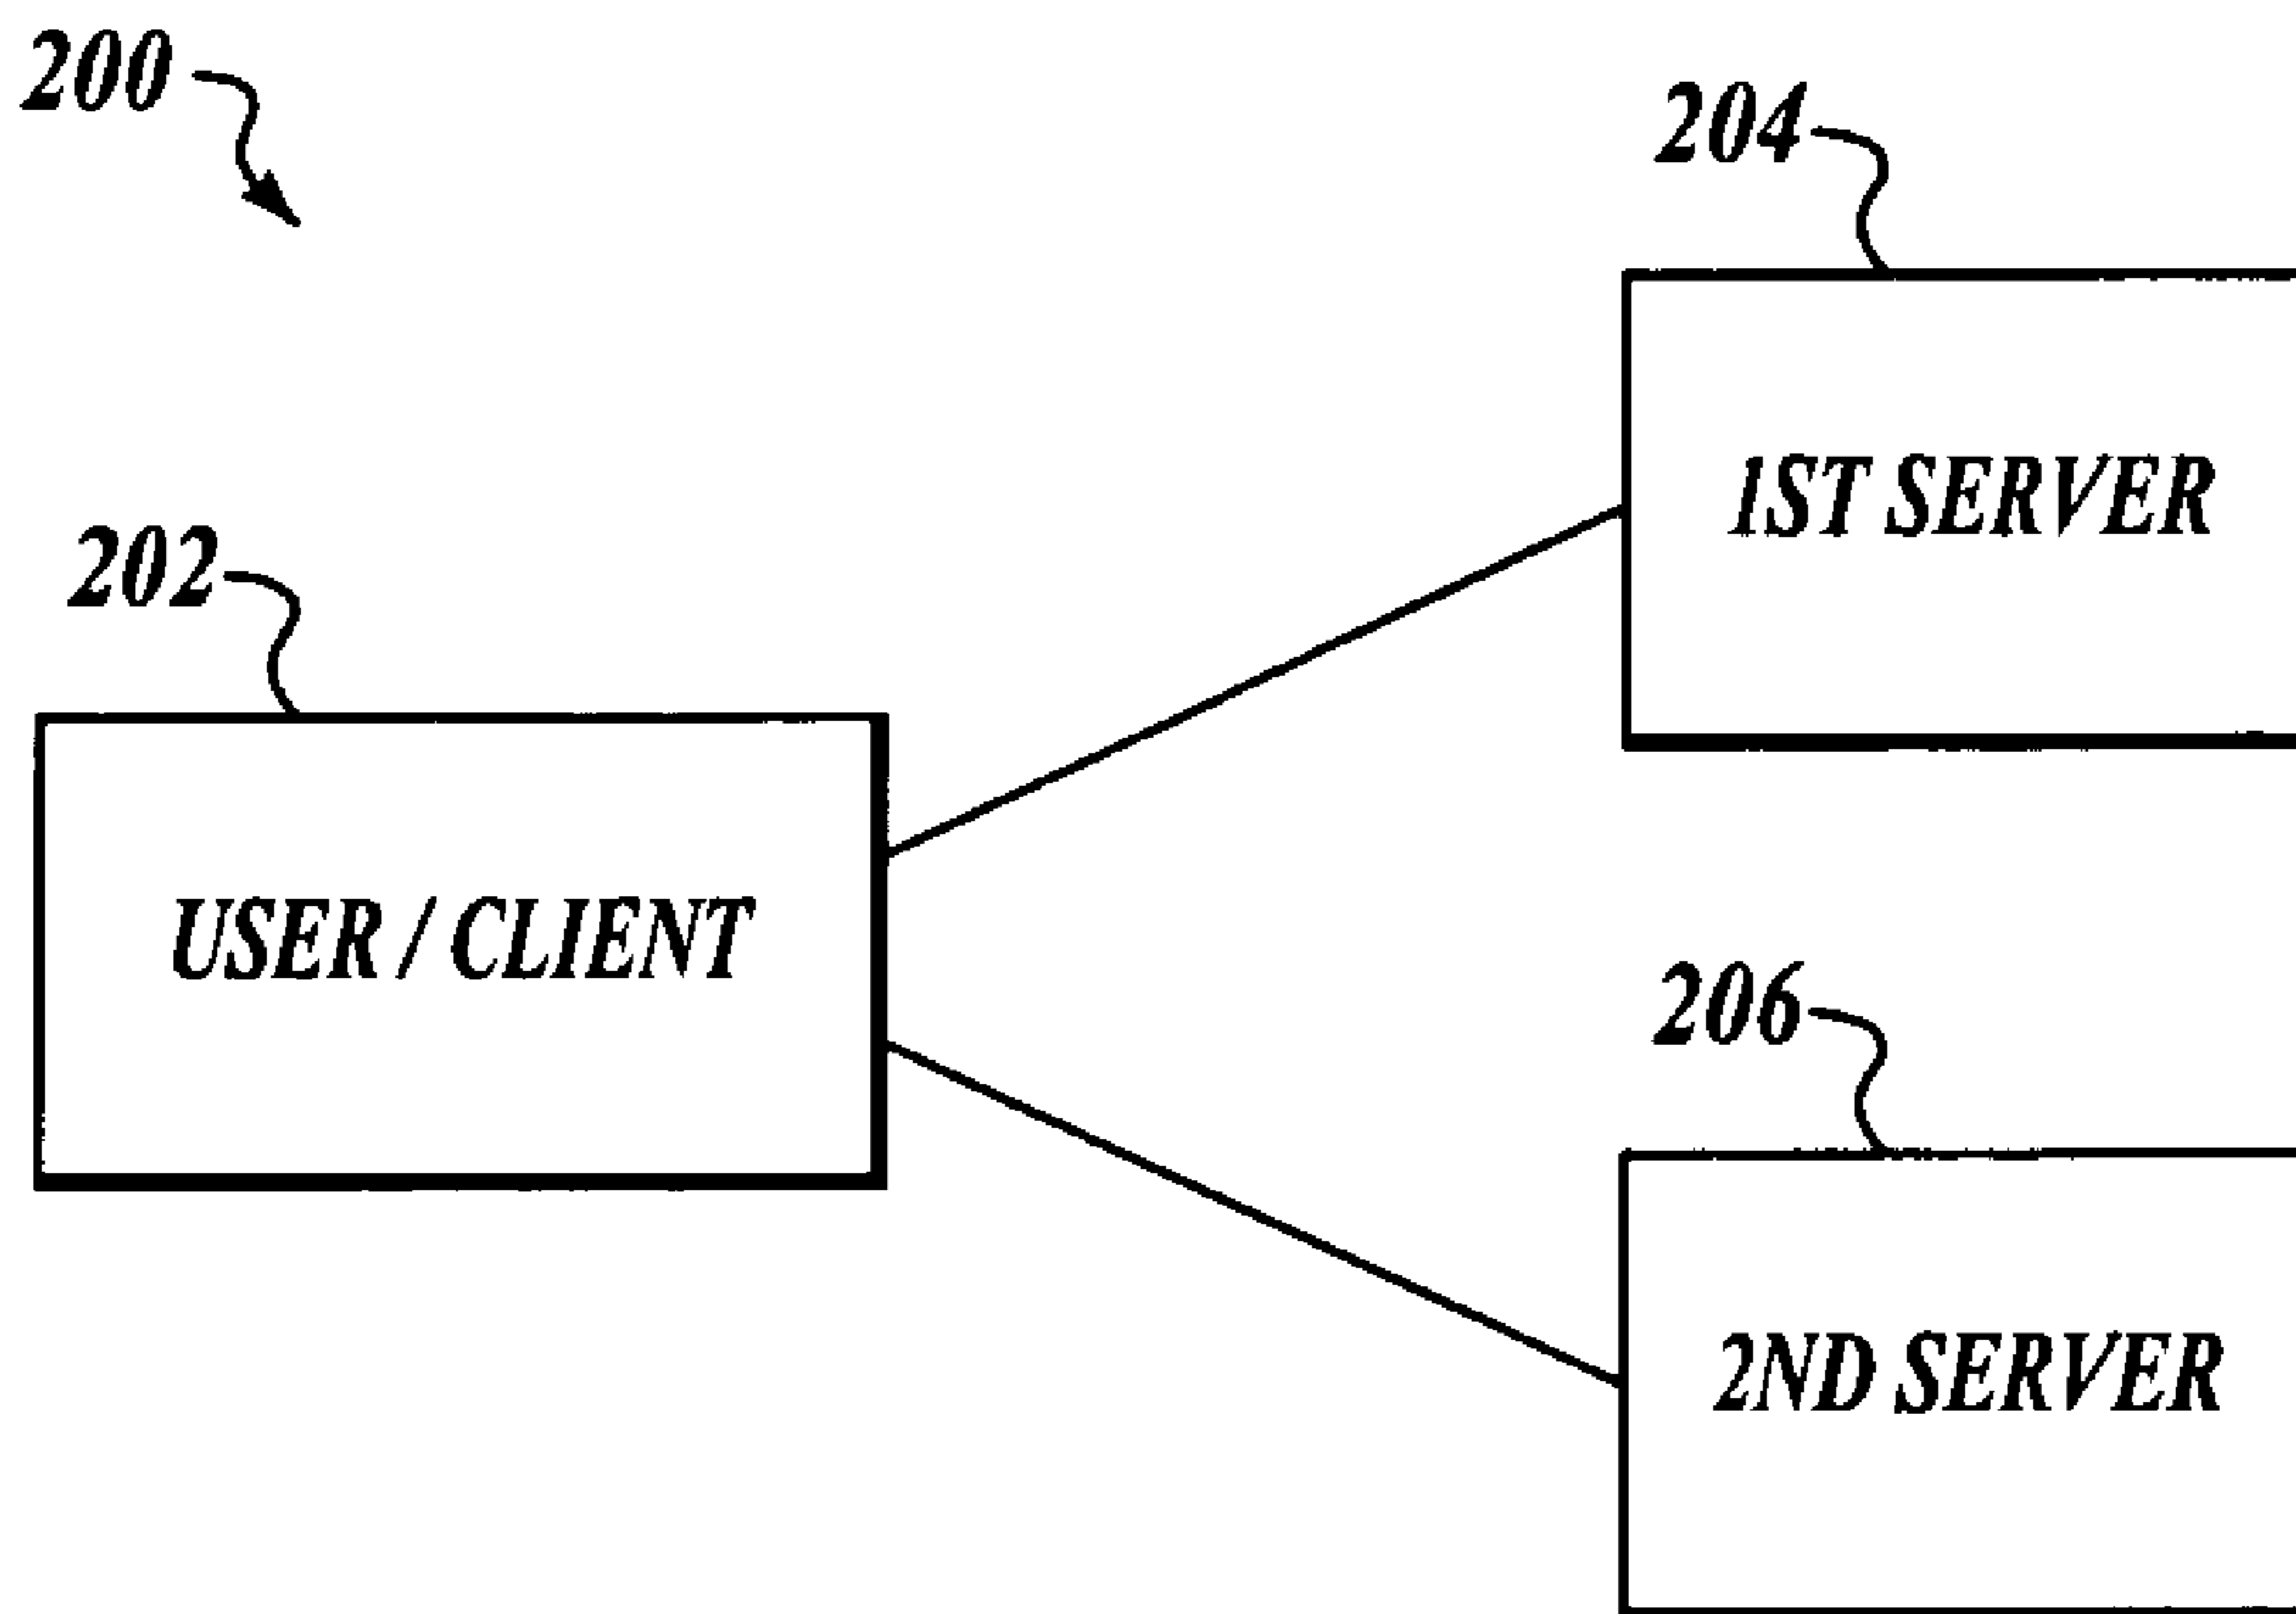 200
204
1ST SERVER
202
USER / CLIENT
206
2ND SERVER